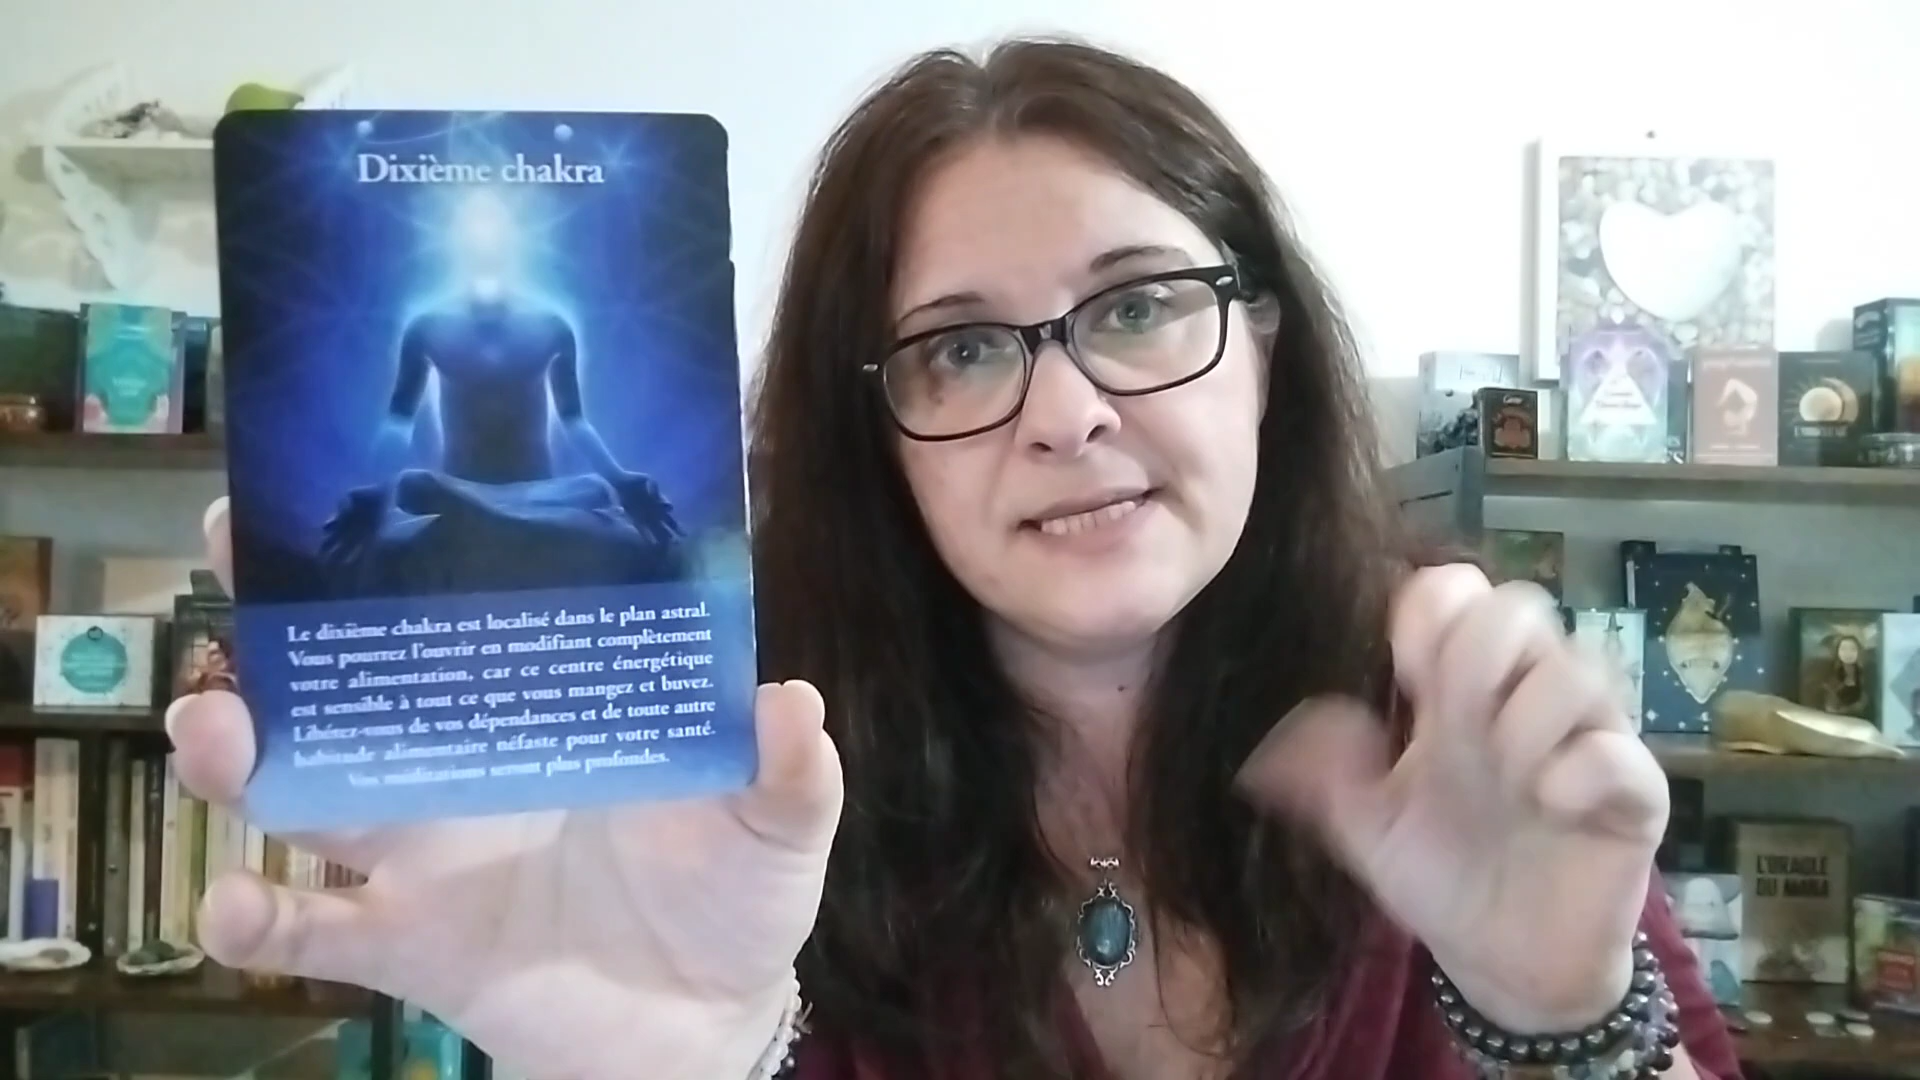 Dixième chakra
Le dixième chakra est localisé dans le plan astral.
Vous pourrez l'ouvrir en modifiant complètement
votre alimentation, car ce centre énergétique
est sensible à tout ce que vous mangez et buvez.
Libérez-vous de vos dépendances et de toute autre
habitude alimentaire néfaste pour votre santé.
Vos méditations seront plus profondes.
L'ORACLE
DU MANA